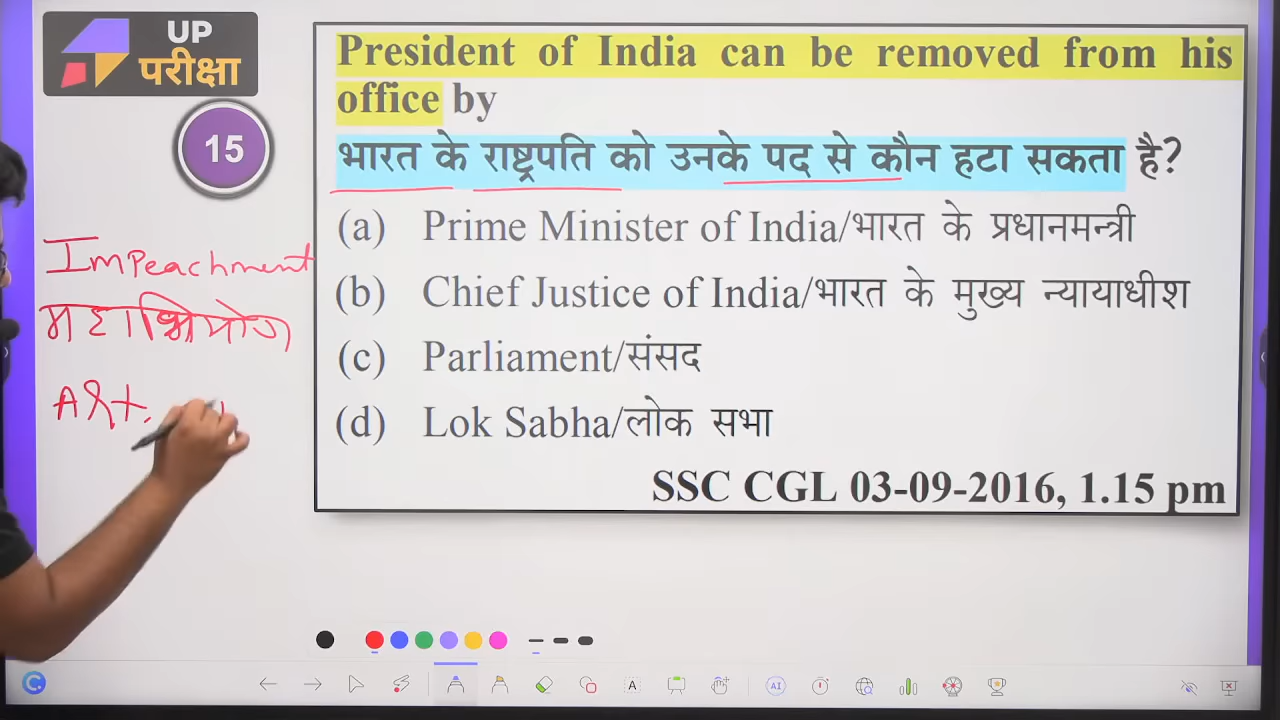 UP
परीक्षा
15
President of India can be removed from his
office by
भारत के राष्ट्रपति को उनके पद से कौन हटा सकता है?
(a) Prime Minister of India/भारत के प्रधानमन्त्री
(b) Chief Justice of India/भारत के मुख्य न्यायाधीश
(c) Parliament/संसद
(d) Lok Sabha/लोक सभा
SSC CGL 03-09-2016, 1.15 pm
Impeachment
महाभियोग
Art.
A
AI